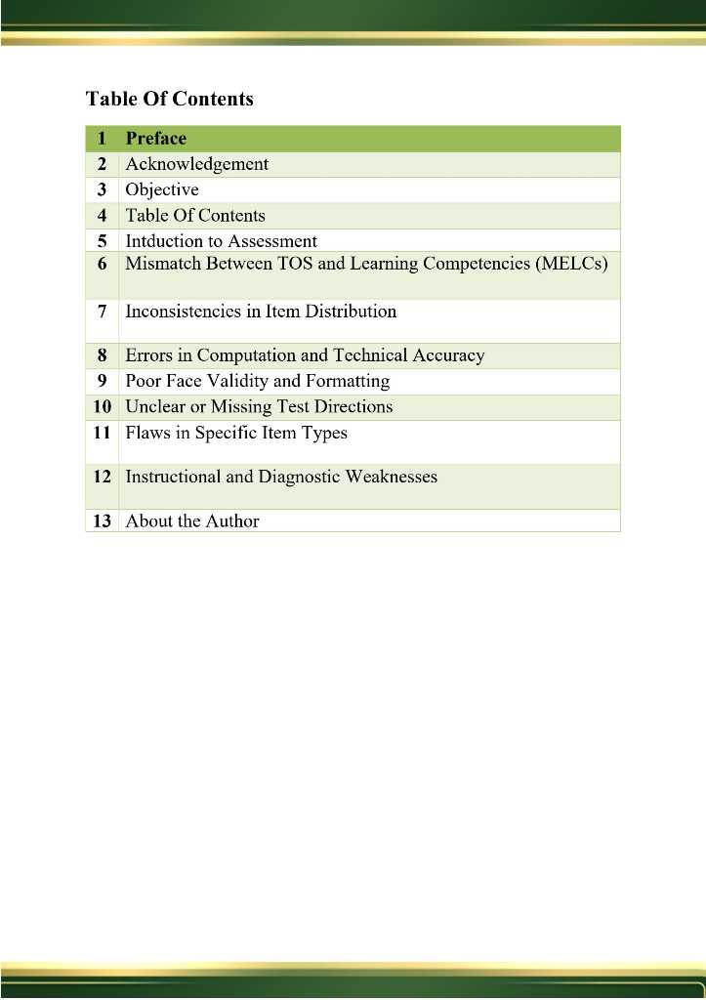 Table Of Contents
1 Preface
2 Acknowledgement
3 Objective
4 Table Of Contents
5 Intduction to Assessment
6 Mismatch Between TOS and Learning Competencies (MELCs)
7 Inconsistencies in Item Distribution
8 Errors in Computation and Technical Accuracy
9 Poor Face Validity and Formatting
10 Unclear or Missing Test Directions
11 Flaws in Specific Item Types
12 Instructional and Diagnostic Weaknesses
13 About the Author